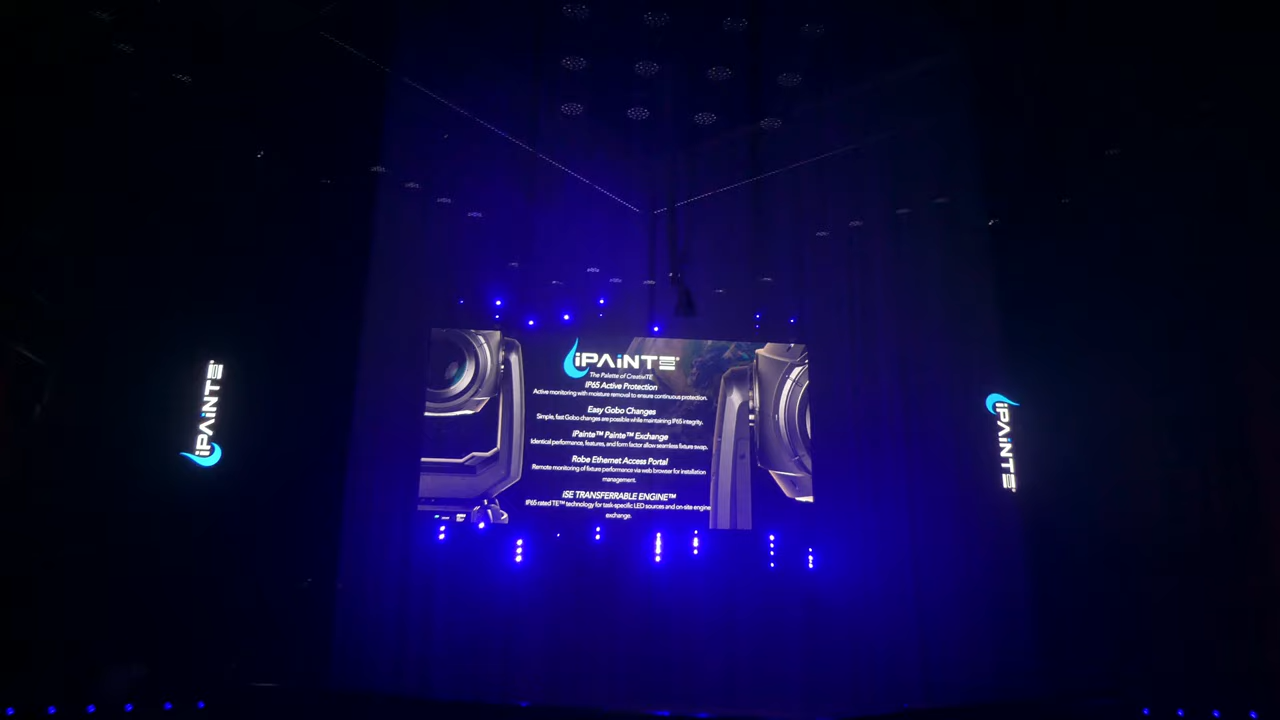 iPAiNTE®
The Palette of CreativiTE
IP65 Active Protection
Active monitoring with moisture removal to ensure continuous protection.
Easy Gobo Changes
Simple, fast Gobo changes are possible while maintaining IP65 integrity.
iPainte™ Painte™ Exchange
Identical performance, features, and form factor allow seamless fixture swap.
Robe Ethernet Access Portal
Remote monitoring of fixture performance via web browser for installation
management.
iSE TRANSFERRABLE ENGINE™
IP65 rated TE™ technology for task-specific LED sources and on-site engine
exchange.
iPAiNTE®
iPAiNTE®